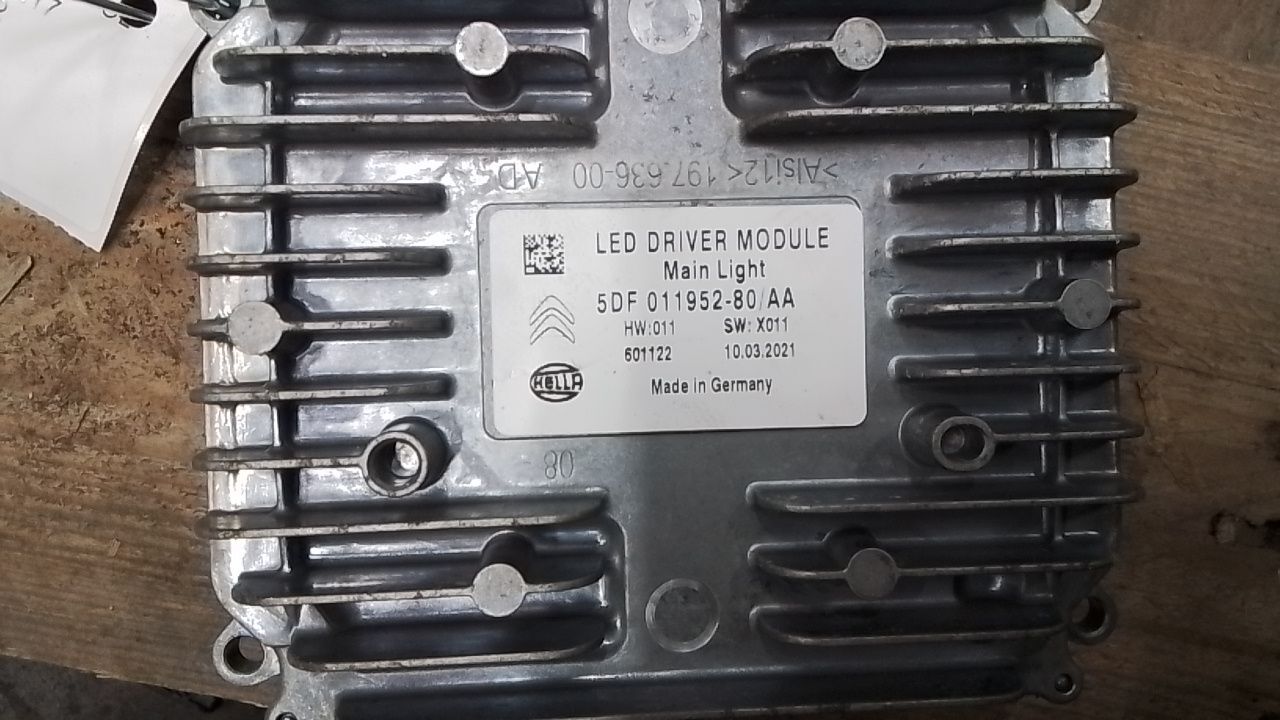 >Alsi12< 197.636-00 AD
LED DRIVER MODULE
Main Light
5DF 011952-80/AA
HW:011 SW: X011
601122 10.03.2021
HELLA
Made in Germany
08